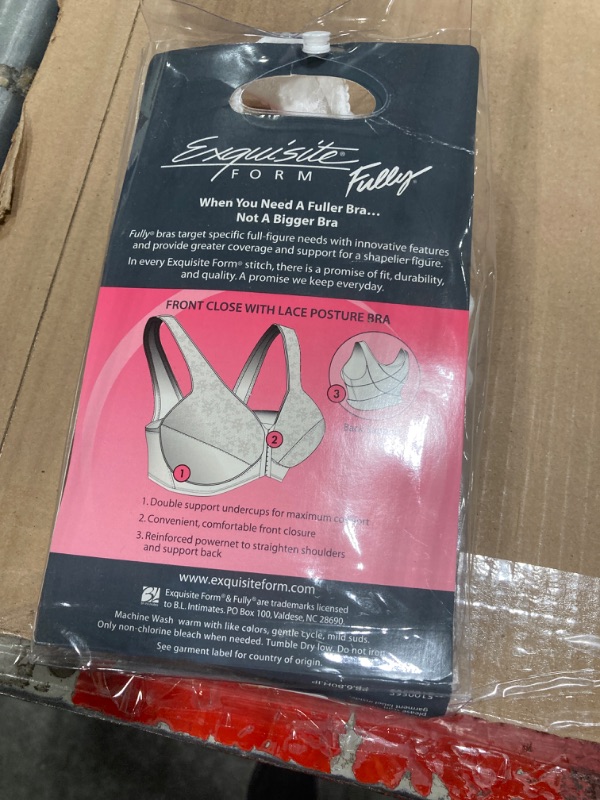 Exquisite®
FORM Fully®
When You Need A Fuller Bra...
Not A Bigger Bra
Fully® bras target specific full-figure needs with innovative features
and provide greater coverage and support for a shapelier figure.
In every Exquisite Form® stitch, there is a promise of fit, durability,
and quality. A promise we keep everyday.
FRONT CLOSE WITH LACE POSTURE BRA
3
2
1
1. Double support undercups for maximum comfort
2. Convenient, comfortable front closure
3. Reinforced powernet to straighten shoulders
and support back
www.exquisiteform.com
Exquisite Form® & Fully® are trademarks licensed
to B.L. Intimates. PO Box 100, Valdese, NC 28690
Machine Wash warm with like colors, gentle cycle, mild suds.
Only non-chlorine bleach when needed. Tumble Dry low. Do not iron.
See garment label for country of origin.
5100565